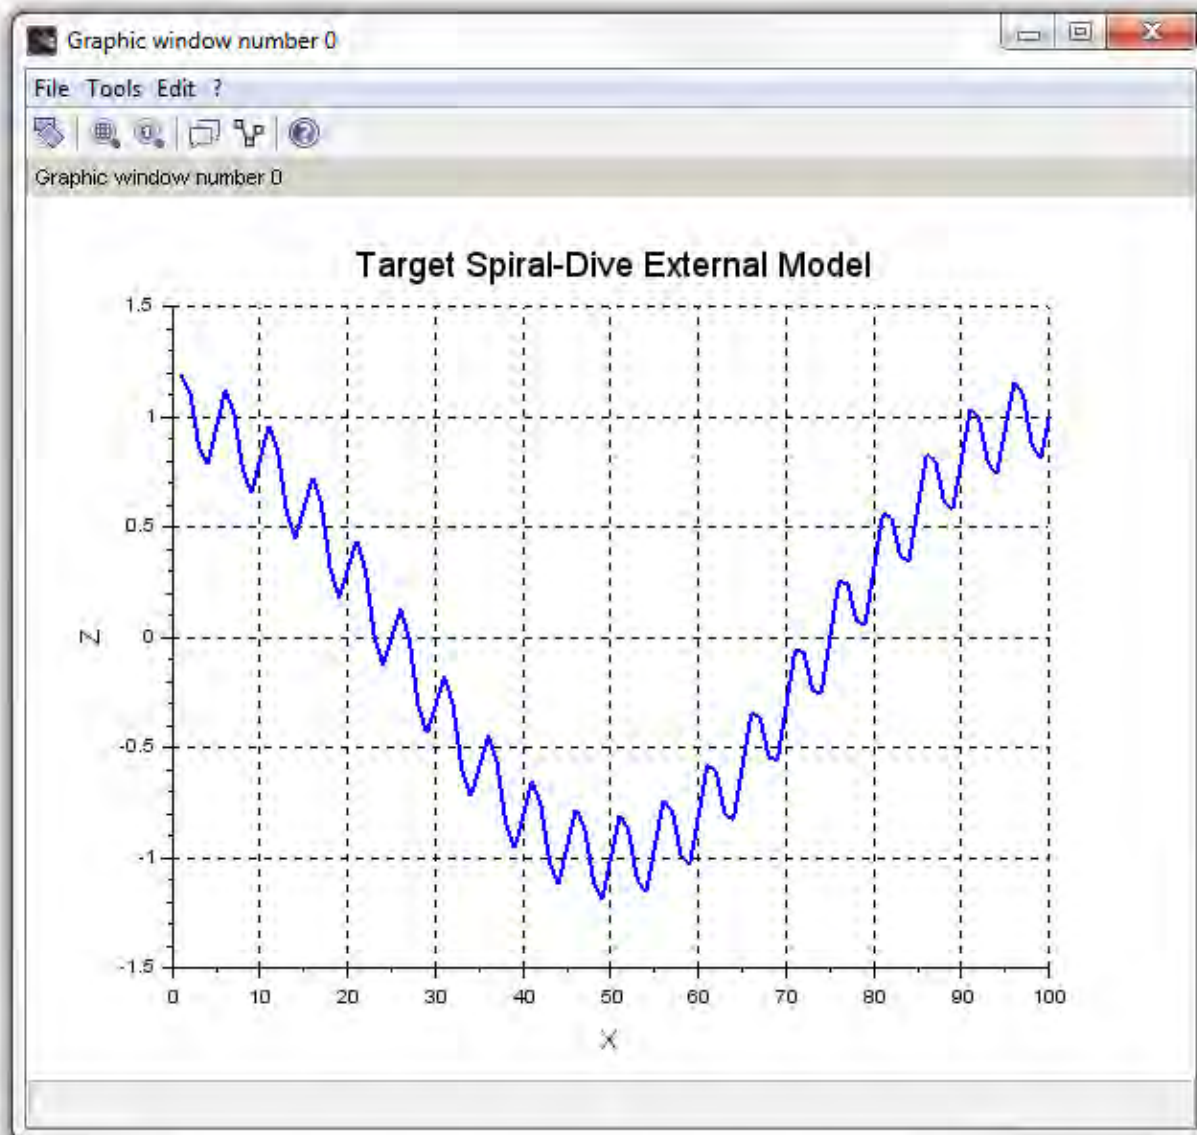 Graphic window number 0
File Tools Edit ?
Graphic window number 0
Target Spiral-Dive External Model
1.5
1
0.5
0
-0.5
-1
-1.5
Z
0 10 20 30 40 50 60 70 80 90 100
X